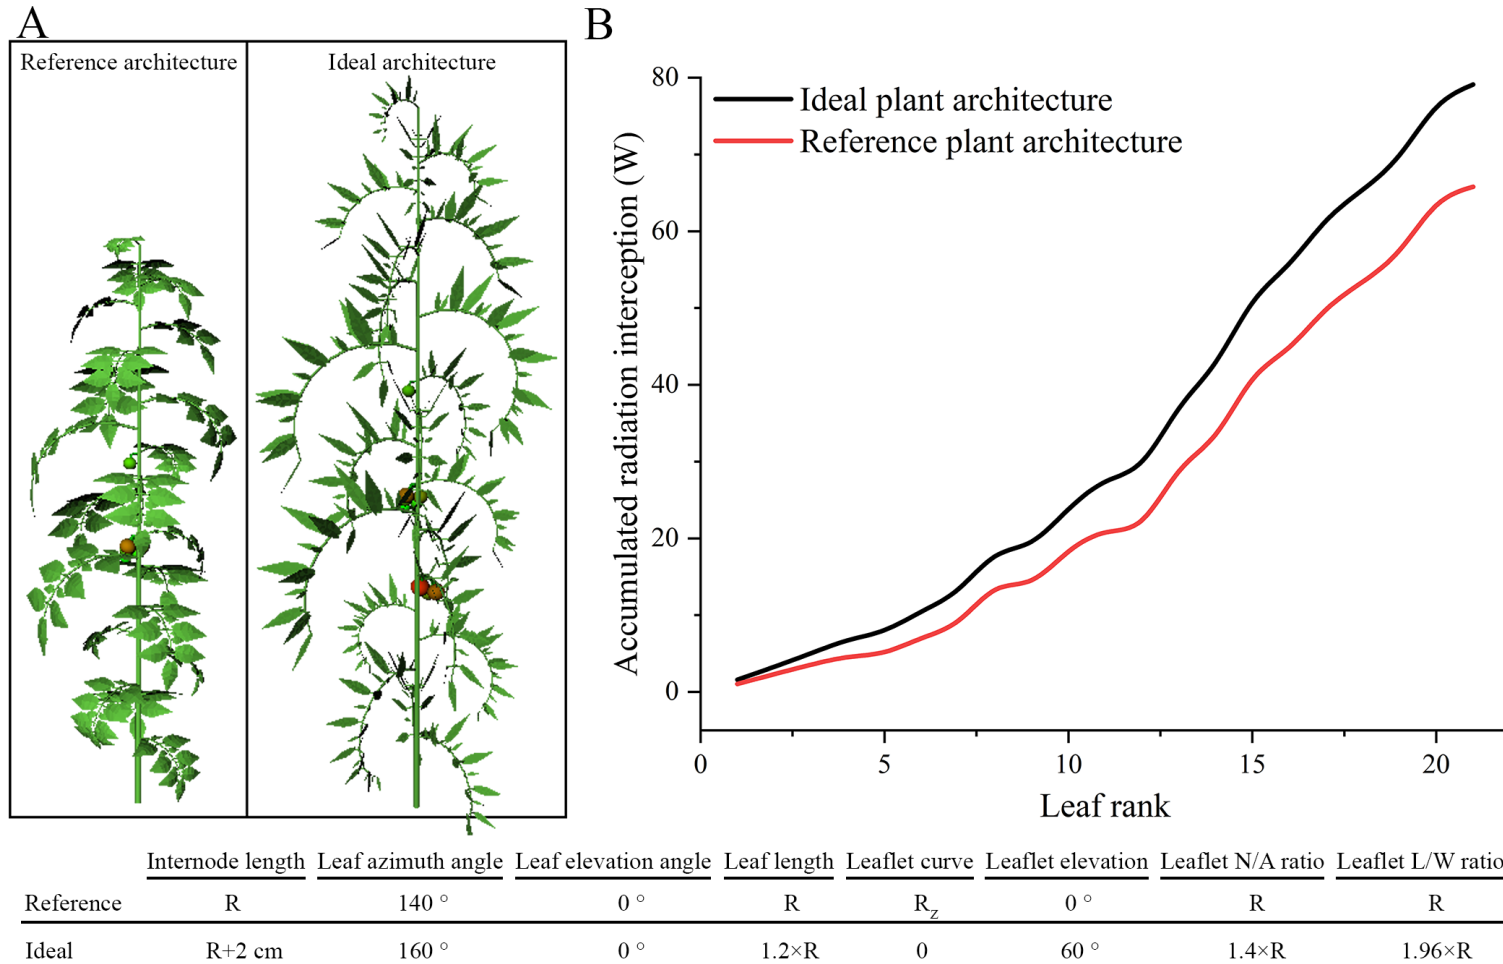 A
Reference architecture
Ideal architecture
B
Accumulated radiation interception (W)
80
60
40
20
0
Ideal plant architecture
Reference plant architecture
0 5 10 15 20
Leaf rank
Internode length Leaf azimuth angle Leaf elevation angle Leaf length Leaflet curve Leaflet elevation Leaflet N/A ratio Leaflet L/W ratio
Reference R 140 ° 0 ° R Rz 0 ° R R
Ideal R+2 cm 160 ° 0 ° 1.2×R 0 60 ° 1.4×R 1.96×R